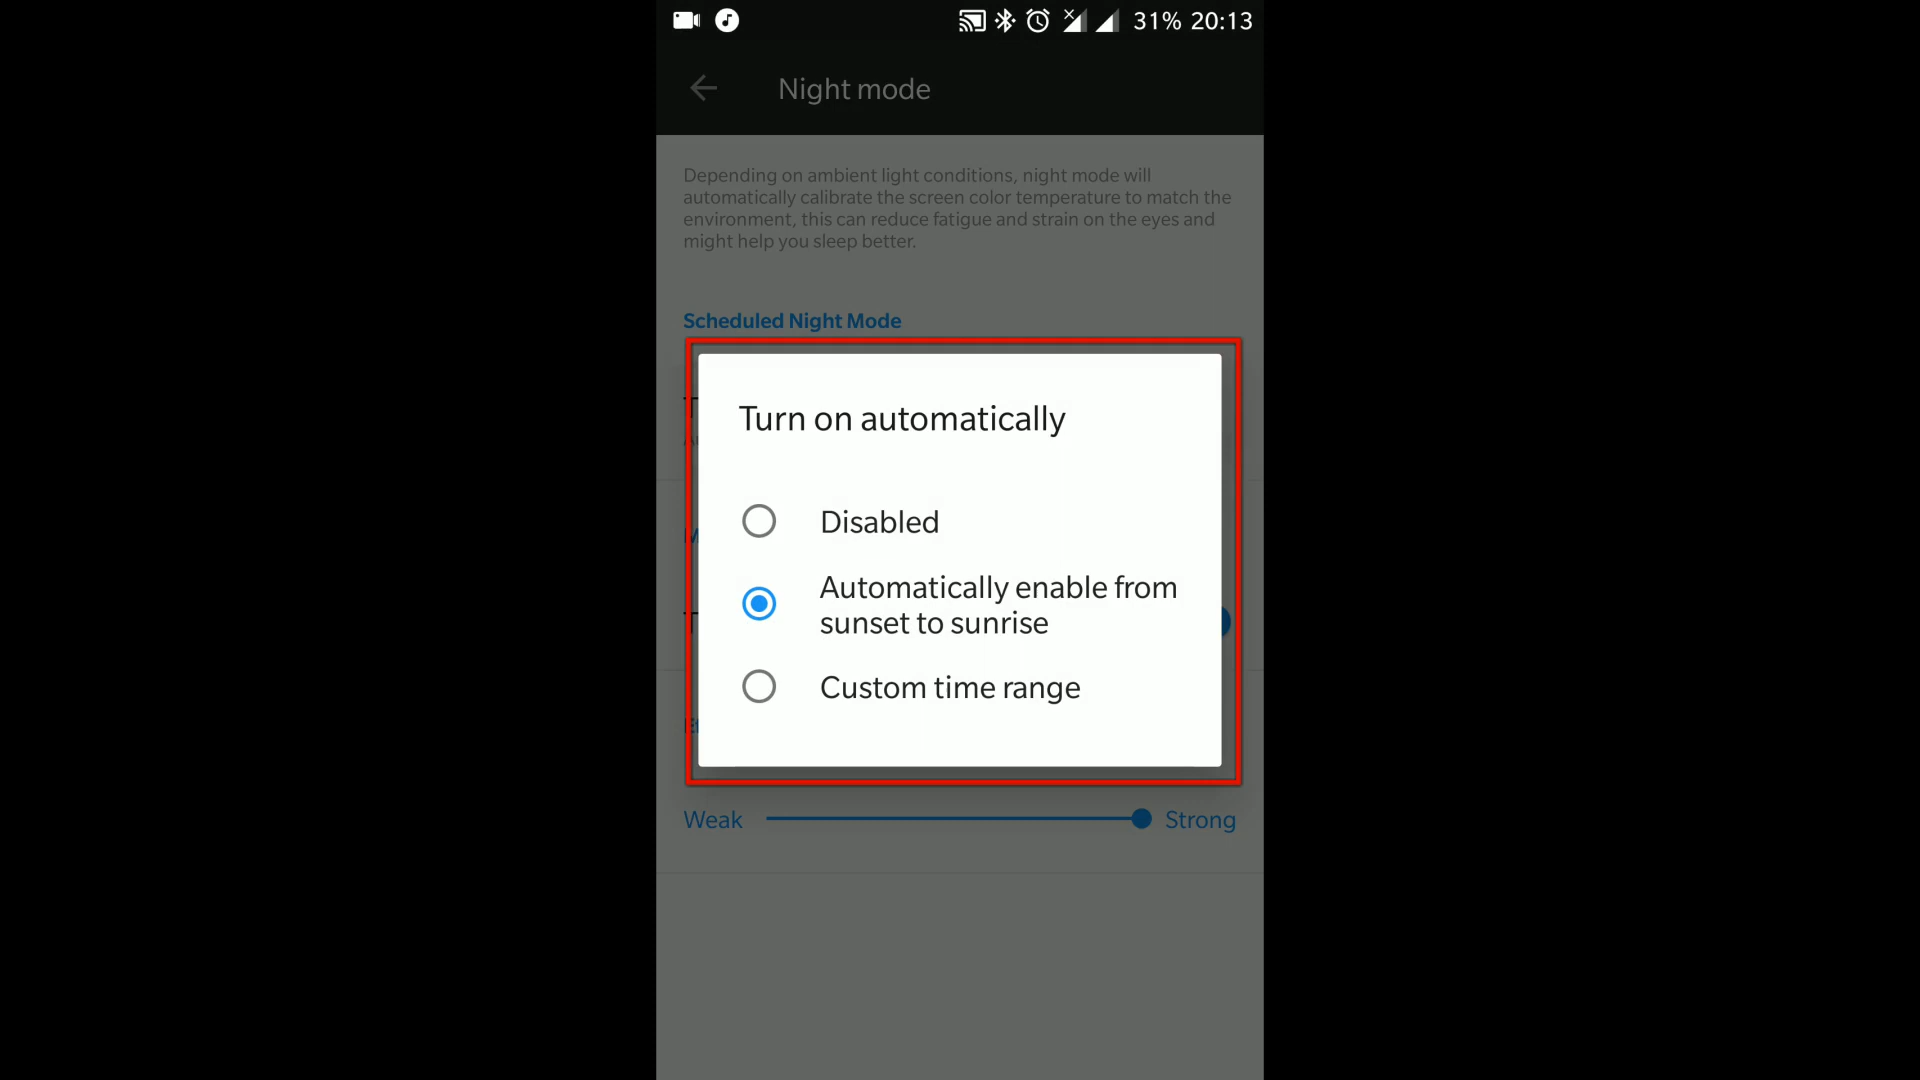 31% 20:13
Night mode
Depending on ambient light conditions, night mode will
automatically calibrate the screen color temperature to match the
environment, this can reduce fatigue and strain on the eyes and
might help you sleep better.
Scheduled Night Mode
Turn on automatically
Disabled
Automatically enable from
sunset to sunrise
Custom time range
Weak
Strong